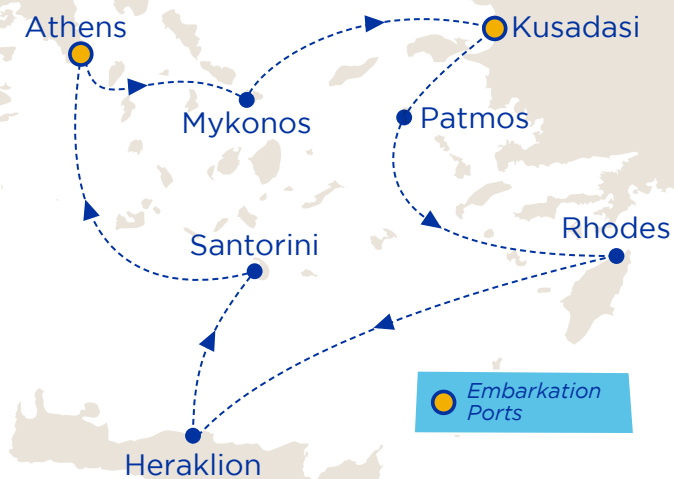 Athens
Kusadasi
Mykonos
Patmos
Rhodes
Santorini
Embarkation
Ports
Heraklion